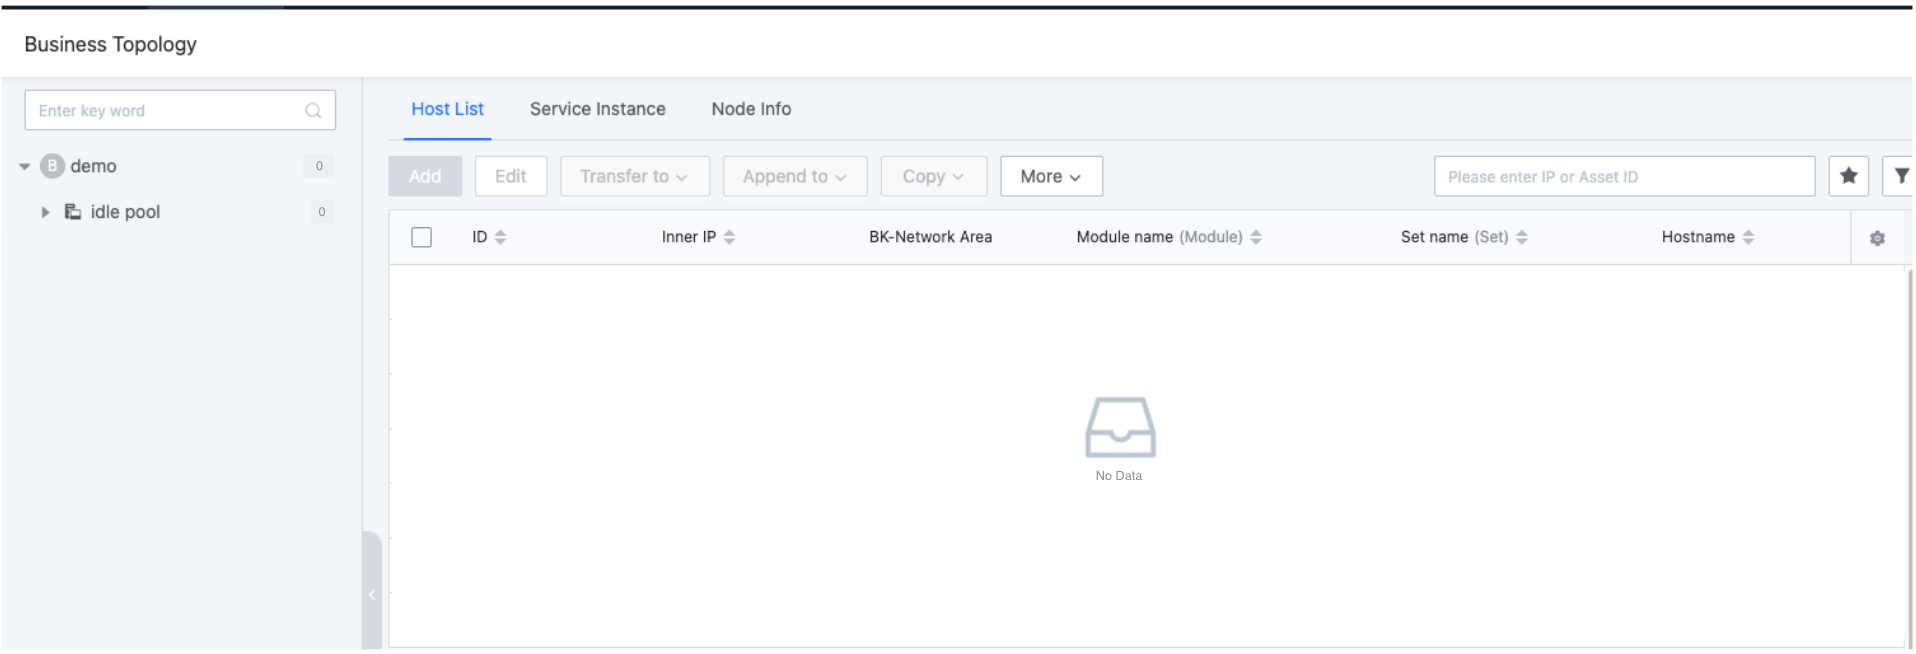 Business Topology
Enter key word
B demo 0
idle pool 0
Host List Service Instance Node Info
Add Edit Transfer to Append to Copy More Please enter IP or Asset ID
ID Inner IP BK-Network Area Module name (Module) Set name (Set) Hostname
No Data